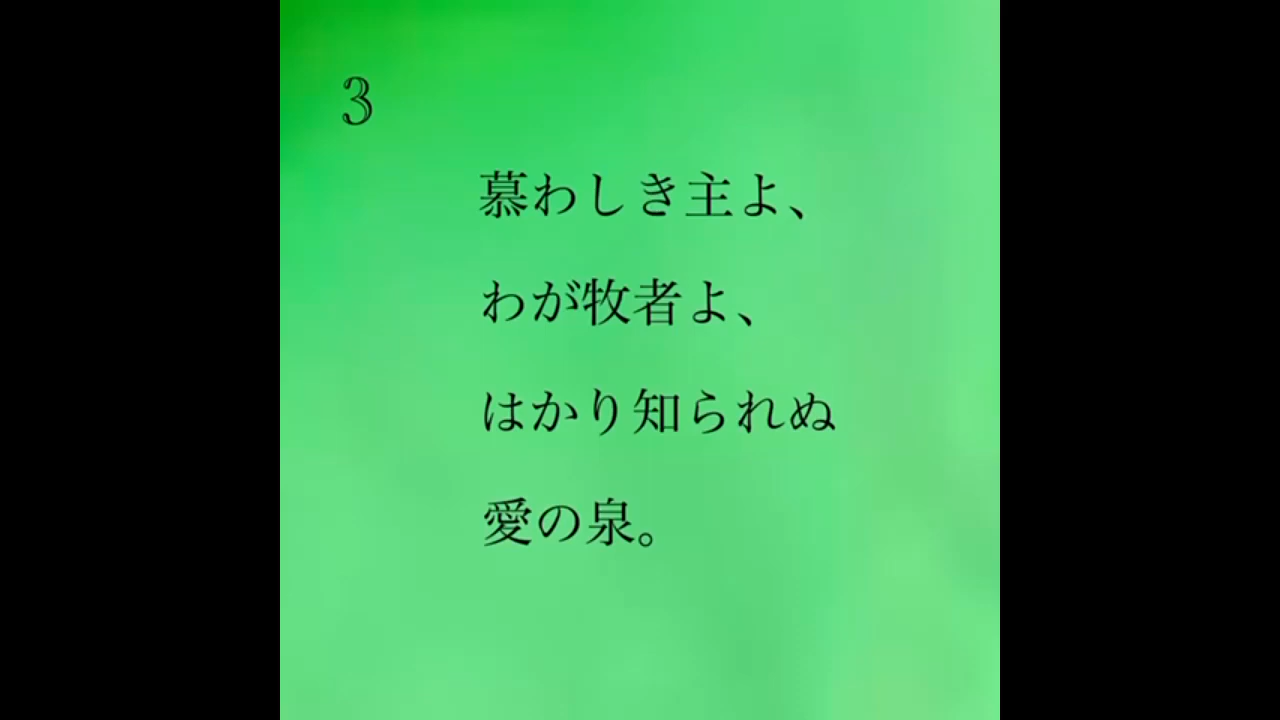 3
慕わしき主よ、
わが牧者よ、
はかり知られぬ
愛の泉。